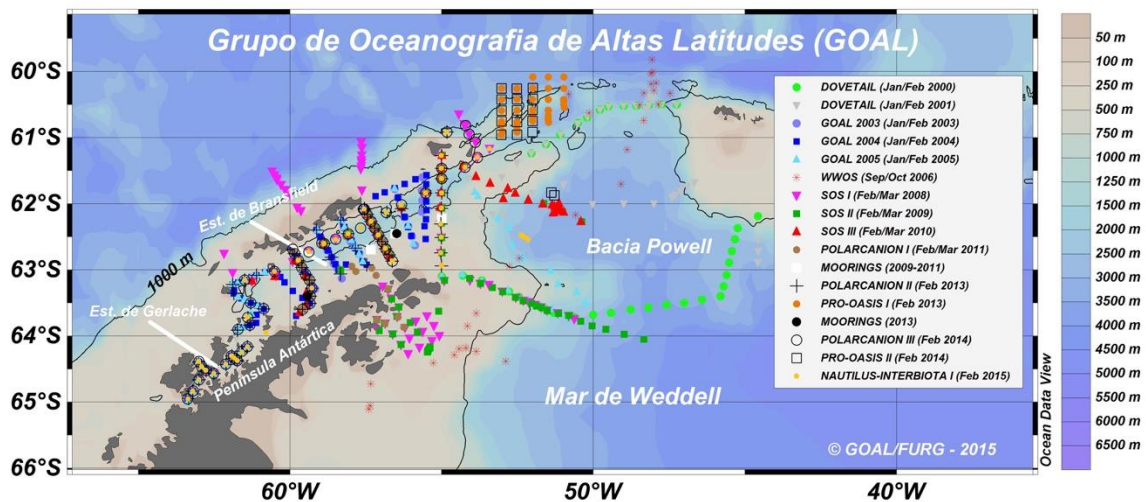 Grupo de Oceanografia de Altas Latitudes (GOAL)
60°S
61°S
62°S
63°S
64°S
65°S
66°S
60°W
50°W
40°W
1000 m
Est. de Bransfield
Est. de Gerlache
Península Antártica
Bacia Powell
Mar de Weddell
DOVETAIL (Jan/Feb 2000)
DOVETAIL (Jan/Feb 2001)
GOAL 2003 (Jan/Feb 2003)
GOAL 2004 (Jan/Feb 2004)
GOAL 2005 (Jan/Feb 2005)
WWOS (Sep/Oct 2006)
SOS I (Feb/Mar 2008)
SOS II (Feb/Mar 2009)
SOS III (Feb/Mar 2010)
POLARCANION I (Feb/Mar 2011)
MOORINGS (2009-2011)
POLARCANION II (Feb 2013)
PRO-OASIS I (Feb 2013)
MOORINGS (2013)
POLARCANION III (Feb 2014)
PRO-OASIS II (Feb 2014)
NAUTILUS-INTERBIOTA I (Feb 2015)
© GOAL/FURG - 2015
Ocean Data View
50 m
100 m
250 m
500 m
750 m
1000 m
1500 m
2000 m
2500 m
3000 m
3500 m
4000 m
4500 m
5000 m
5500 m
6000 m
6500 m